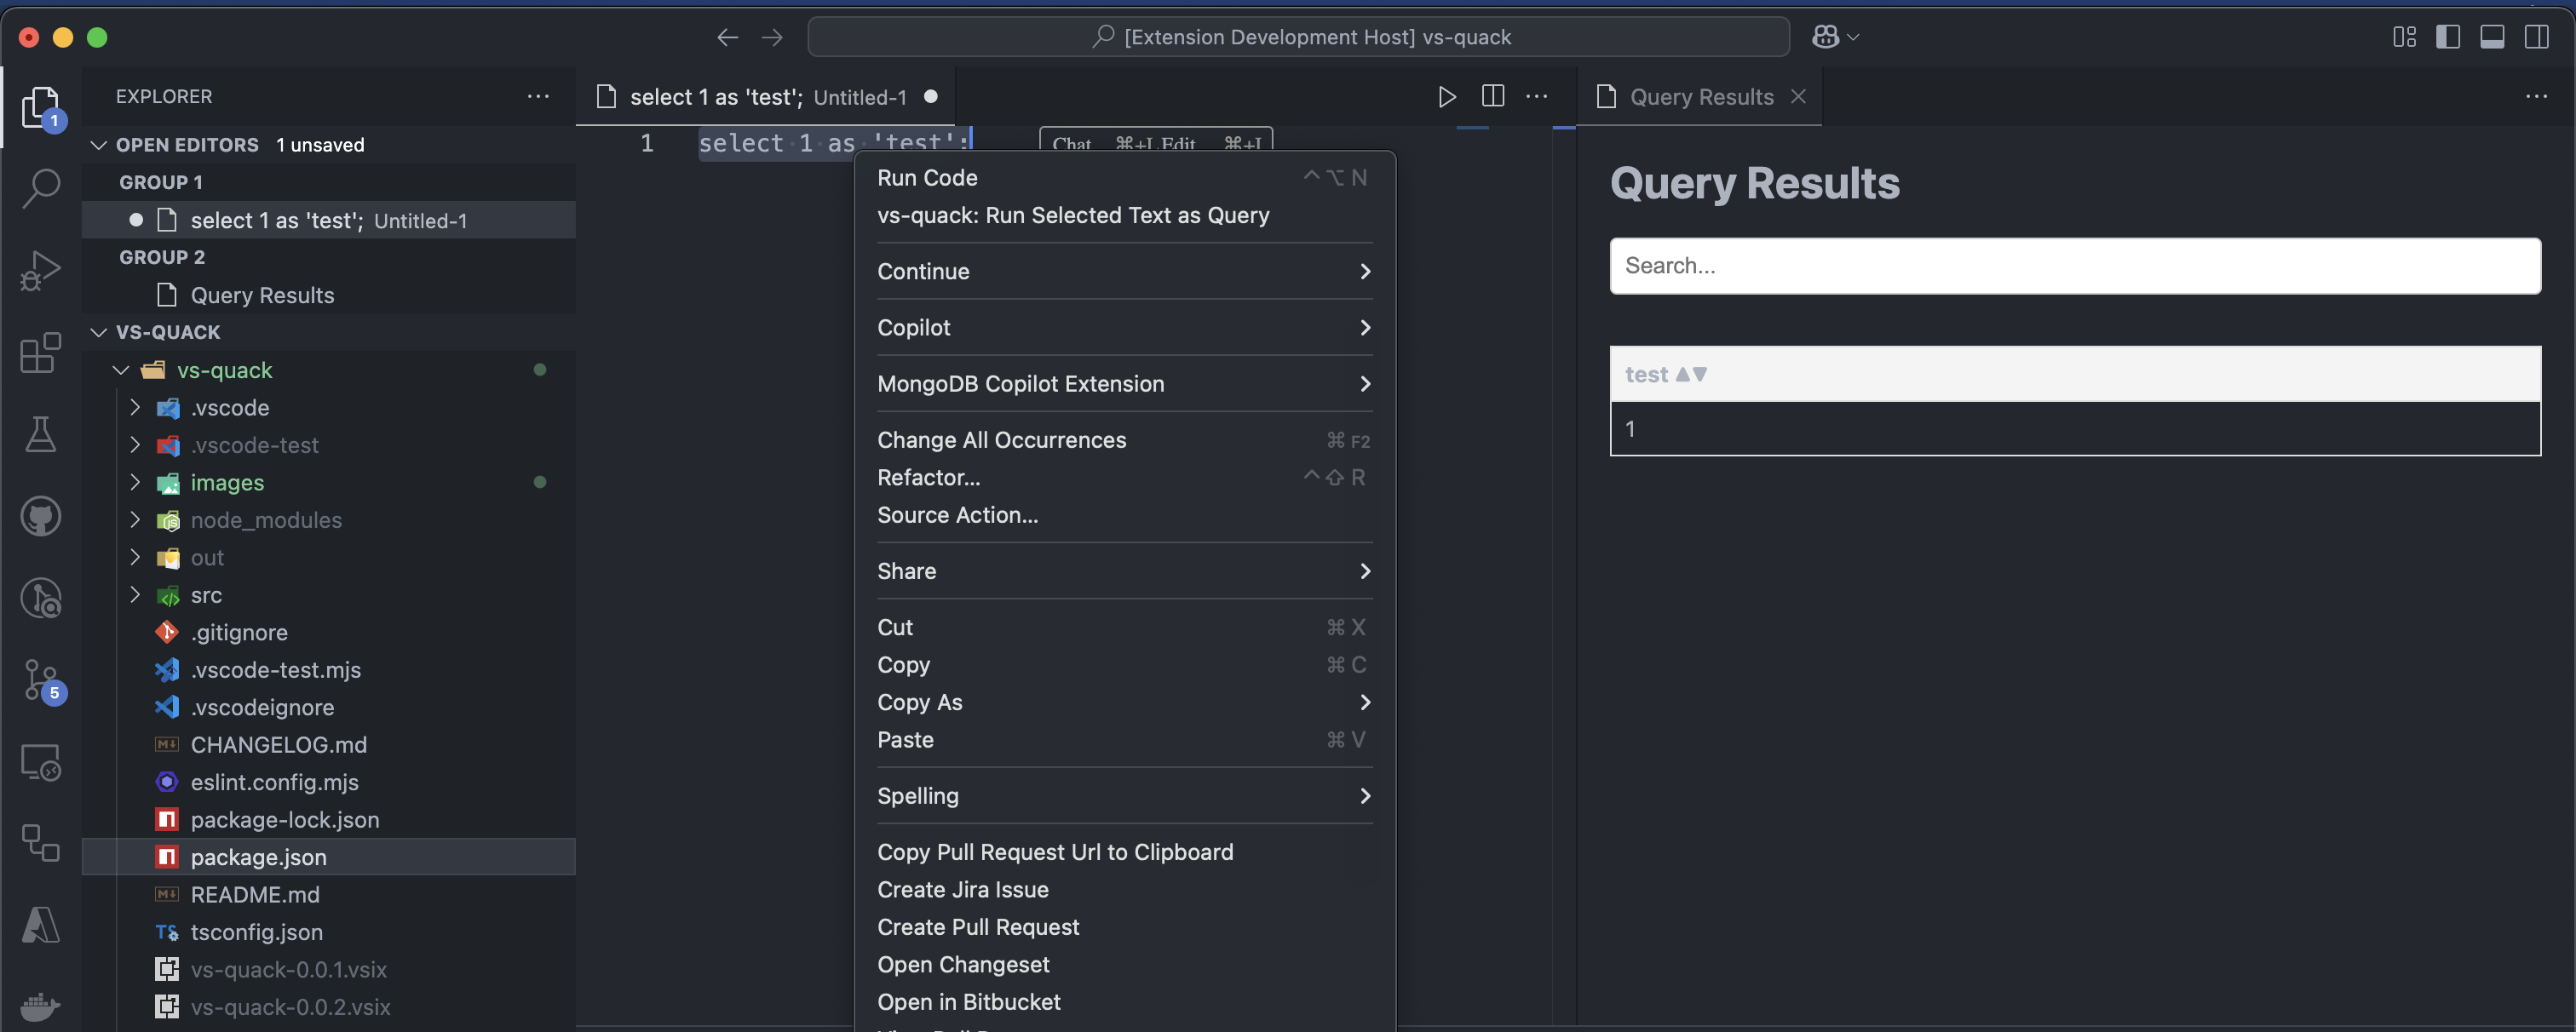 [Extension Development Host] vs-quack
EXPLORER
OPEN EDITORS 1 unsaved
GROUP 1
select 1 as 'test'; Untitled-1
GROUP 2
Query Results
VS-QUACK
vs-quack
.vscode
.vscode-test
images
node_modules
out
src
.gitignore
.vscode-test.mjs
.vscodeignore
CHANGELOG.md
eslint.config.mjs
package-lock.json
package.json
README.md
tsconfig.json
vs-quack-0.0.1.vsix
vs-quack-0.0.2.vsix
1
5
select 1 as 'test'; Untitled-1
1 select 1 as 'test';
Chat ⌘+L Edit ⌘+I
Run Code ⌃⌥ N
vs-quack: Run Selected Text as Query
Continue
Copilot
MongoDB Copilot Extension
Change All Occurrences ⌘ F2
Refactor... ⌃⇧ R
Source Action...
Share
Cut ⌘ X
Copy ⌘ C
Copy As
Paste ⌘ V
Spelling
Copy Pull Request Url to Clipboard
Create Jira Issue
Create Pull Request
Open Changeset
Open in Bitbucket
Query Results
Query Results
Search...
test ▲▼
1